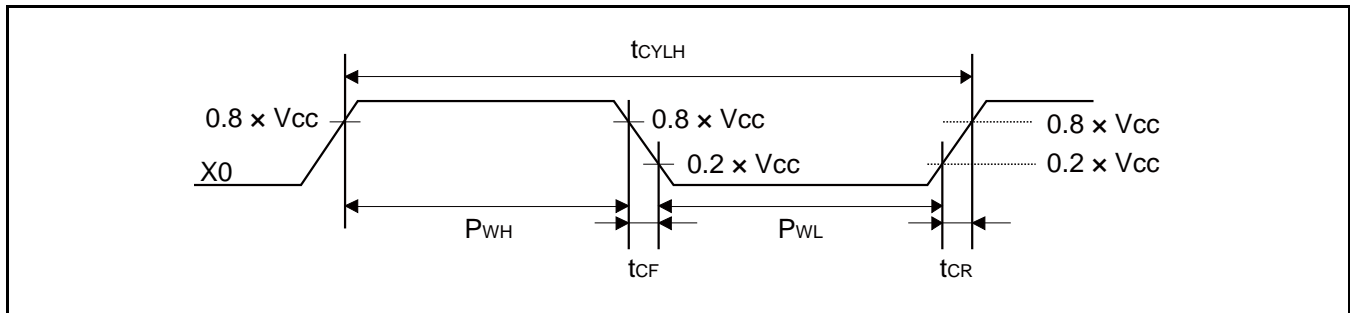 tCYLH
0.8 × Vcc
0.8 × Vcc
0.8 × Vcc
0.2 × Vcc
0.2 × Vcc
X0
PWH
PWL
tCF
tCR